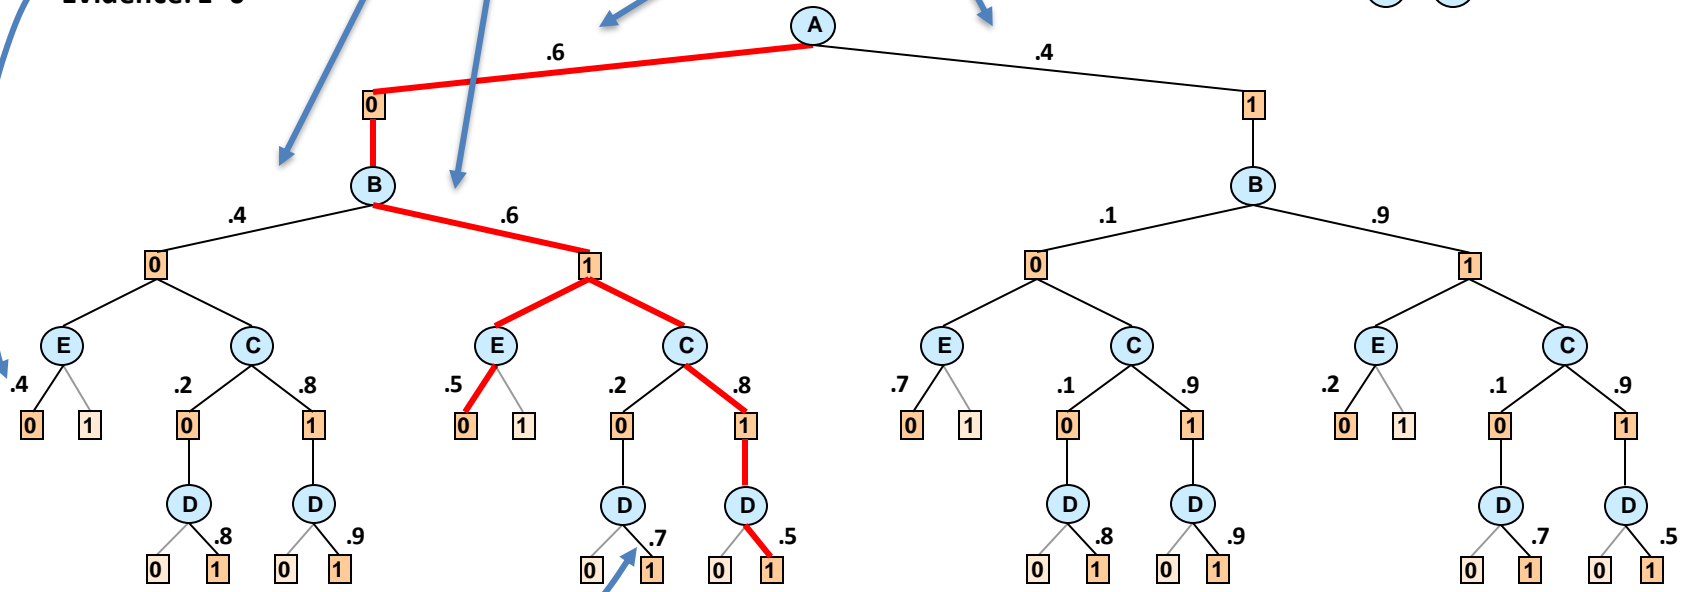 Evidence: E=0
A
.6 .4
0 1
B B
.4 .6 .1 .9
0 1 0 1
E C E C E C E C
.4 .2 .8 .5 .2 .8 .7 .1 .9 .2 .1 .9
0 1 0 1 0 1 0 1 0 1 0 1 0 1 0 1
D D D D D D D D
.8 .9 .7 .5 .8 .9 .7 .5
0 1 0 1 0 1 0 1 0 1 0 1 0 1 0 1